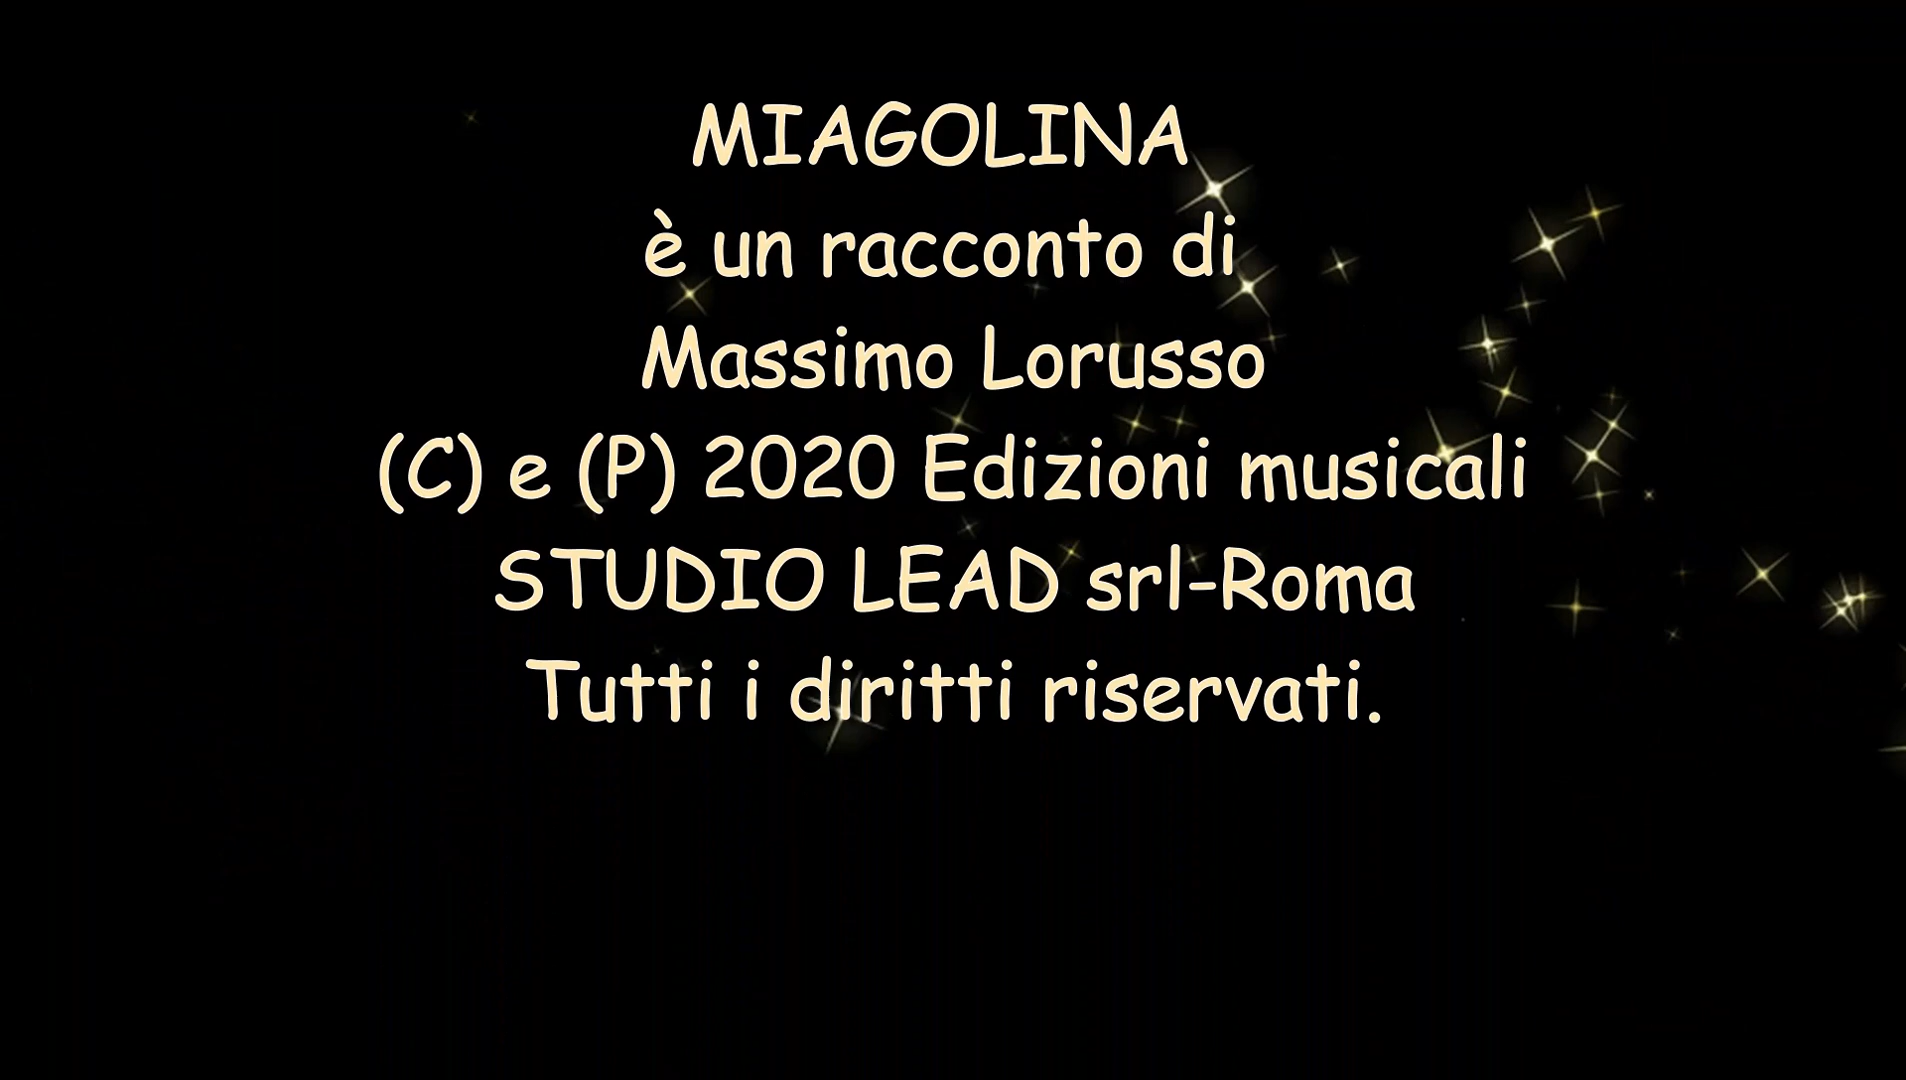 MIAGOLINA
è un racconto di
Massimo Lorusso
(C) e (P) 2020 Edizioni musicali
STUDIO LEAD srl-Roma
Tutti i diritti riservati.